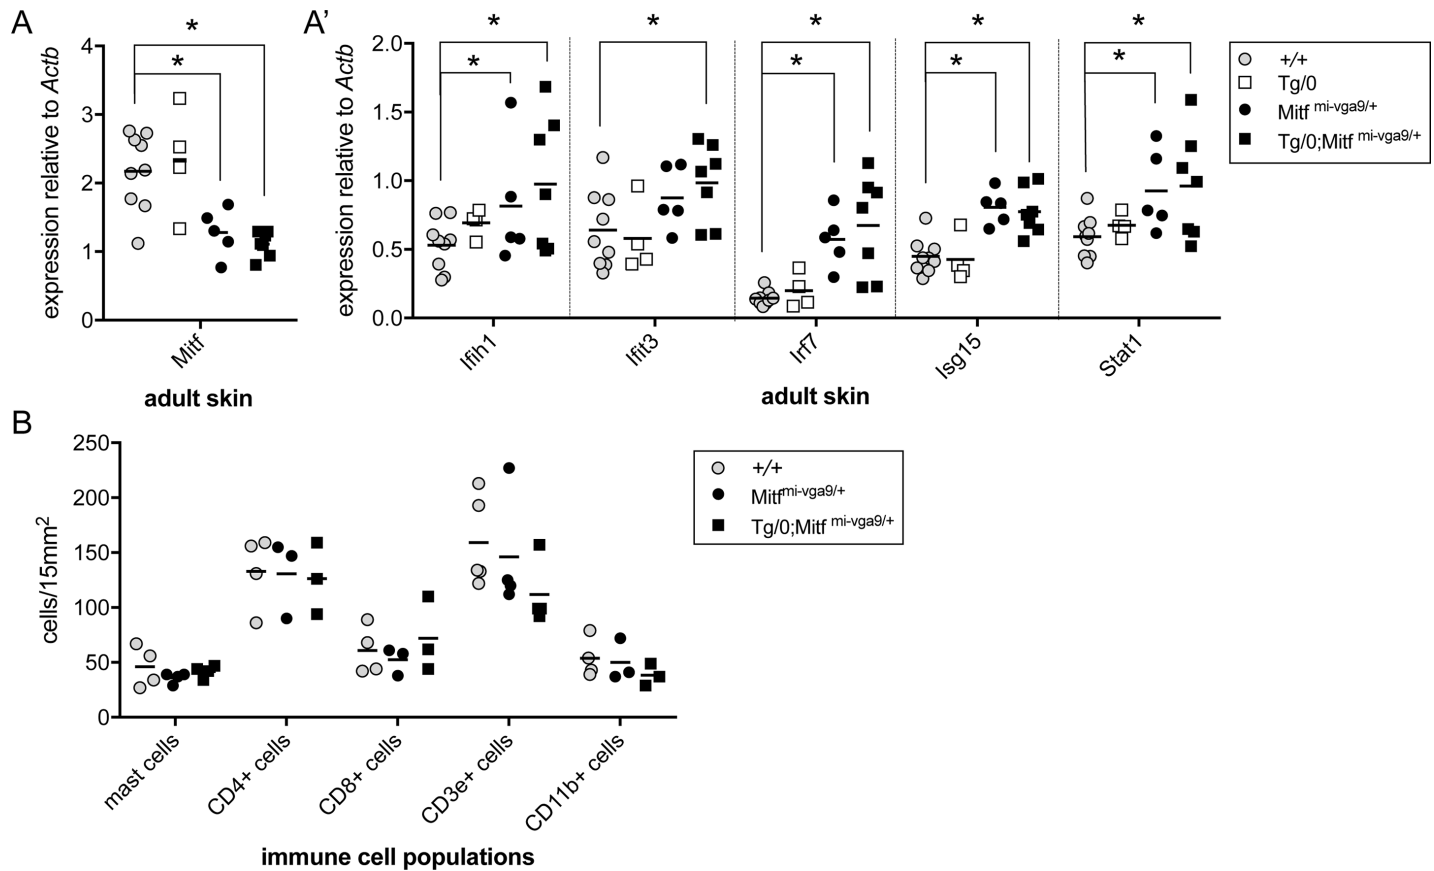 A
expression relative to Actb
4
3
2
1
0
*
*
Mitf
adult skin
A'
expression relative to Actb
2.0
1.5
1.0
0.5
0.0
*
*
*
*
*
*
*
*
*
Ifih1
Ifit3
Irf7
Isg15
Stat1
adult skin
+/+
Tg/0
Mitf mi-vga9/+
Tg/0;Mitf mi-vga9/+
B
cells/15mm2
250
200
150
100
50
0
mast cells
CD4+ cells
CD8+ cells
CD3e+ cells
CD11b+ cells
immune cell populations
+/+
Mitfmi-vga9/+
Tg/0;Mitf mi-vga9/+